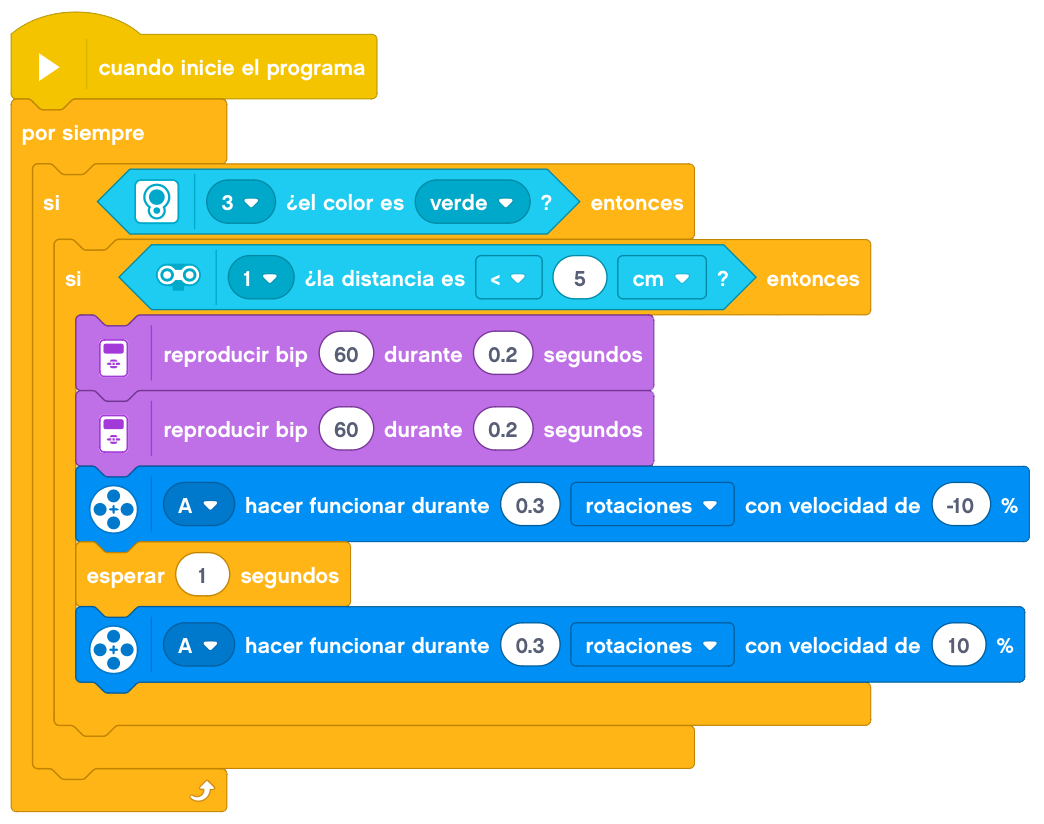 cuando inicie el programa
por siempre
si 3 ¿el color es verde ? entonces
si 1 ¿la distancia es < 5 cm ? entonces
reproducir bip 60 durante 0.2 segundos
reproducir bip 60 durante 0.2 segundos
A hacer funcionar durante 0.3 rotaciones con velocidad de -10 %
esperar 1 segundos
A hacer funcionar durante 0.3 rotaciones con velocidad de 10 %